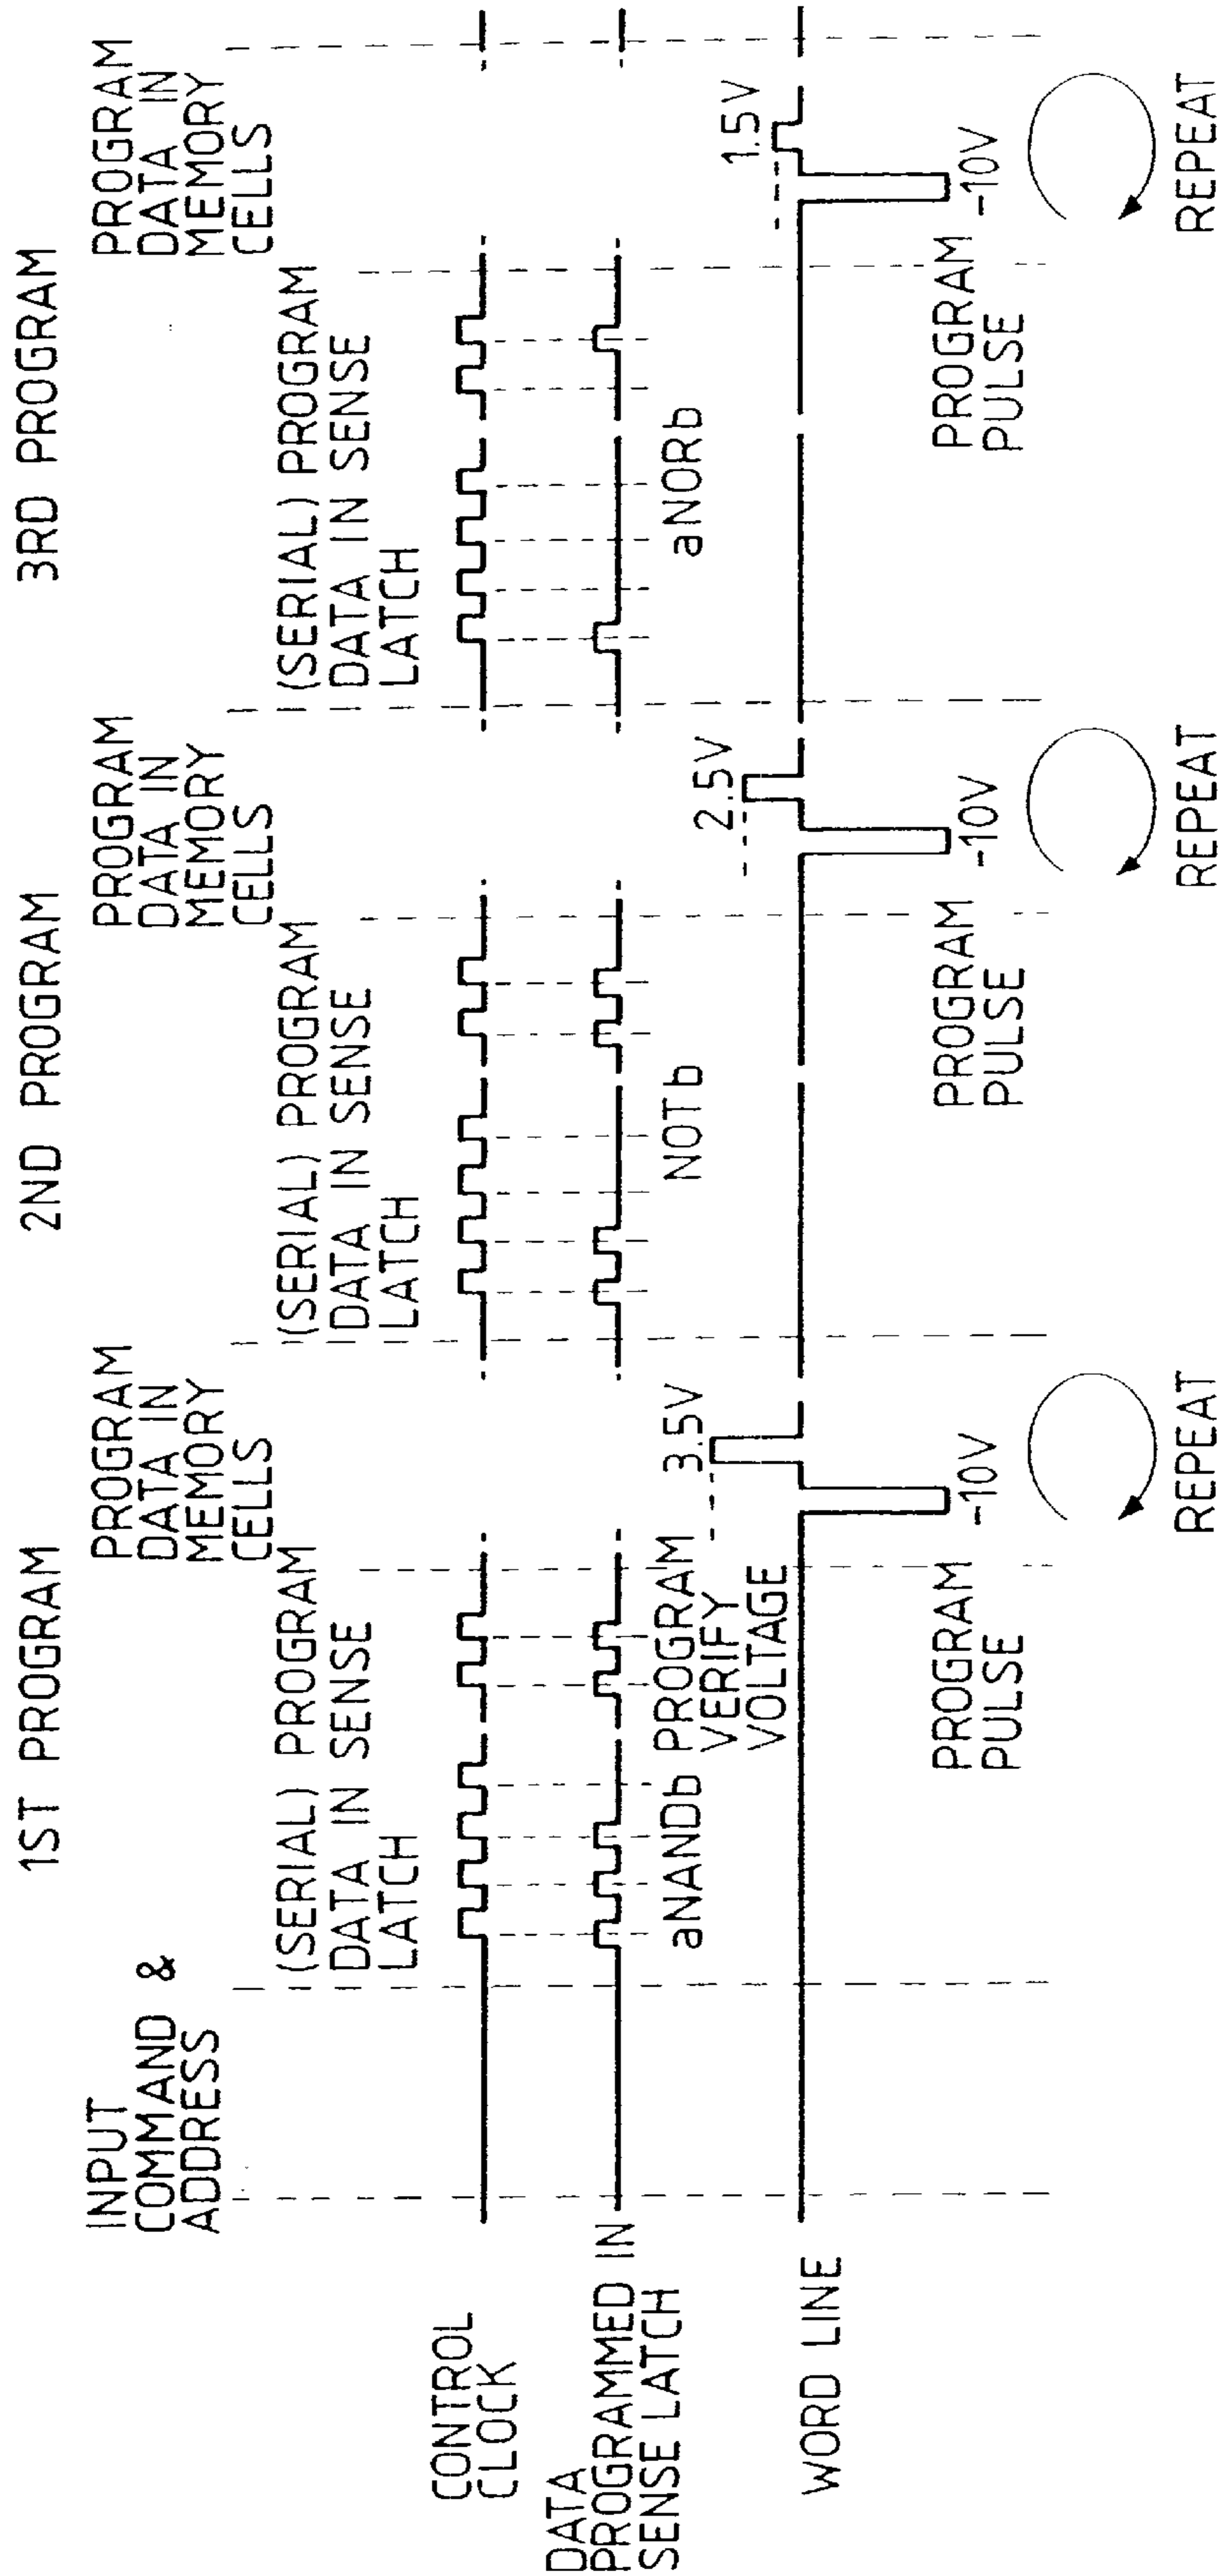 1ST PROGRAM
2ND PROGRAM
3RD PROGRAM
INPUT
COMMAND &
ADDRESS
PROGRAM
DATA IN
MEMORY
CELLS
PROGRAM
DATA IN
MEMORY
CELLS
PROGRAM
DATA IN
MEMORY
CELLS
(SERIAL) PROGRAM
DATA IN SENSE
LATCH
(SERIAL) PROGRAM
DATA IN SENSE
LATCH
(SERIAL) PROGRAM
DATA IN SENSE
LATCH
CONTROL
CLOCK
DATA
PROGRAMMED IN
SENSE LATCH
aNANDb
NOTb
aNORb
PROGRAM
VERIFY
VOLTAGE
3.5V
2.5V
1.5V
WORD LINE
PROGRAM
PULSE
-10V
PROGRAM
PULSE
-10V
PROGRAM
PULSE
-10V
REPEAT
REPEAT
REPEAT